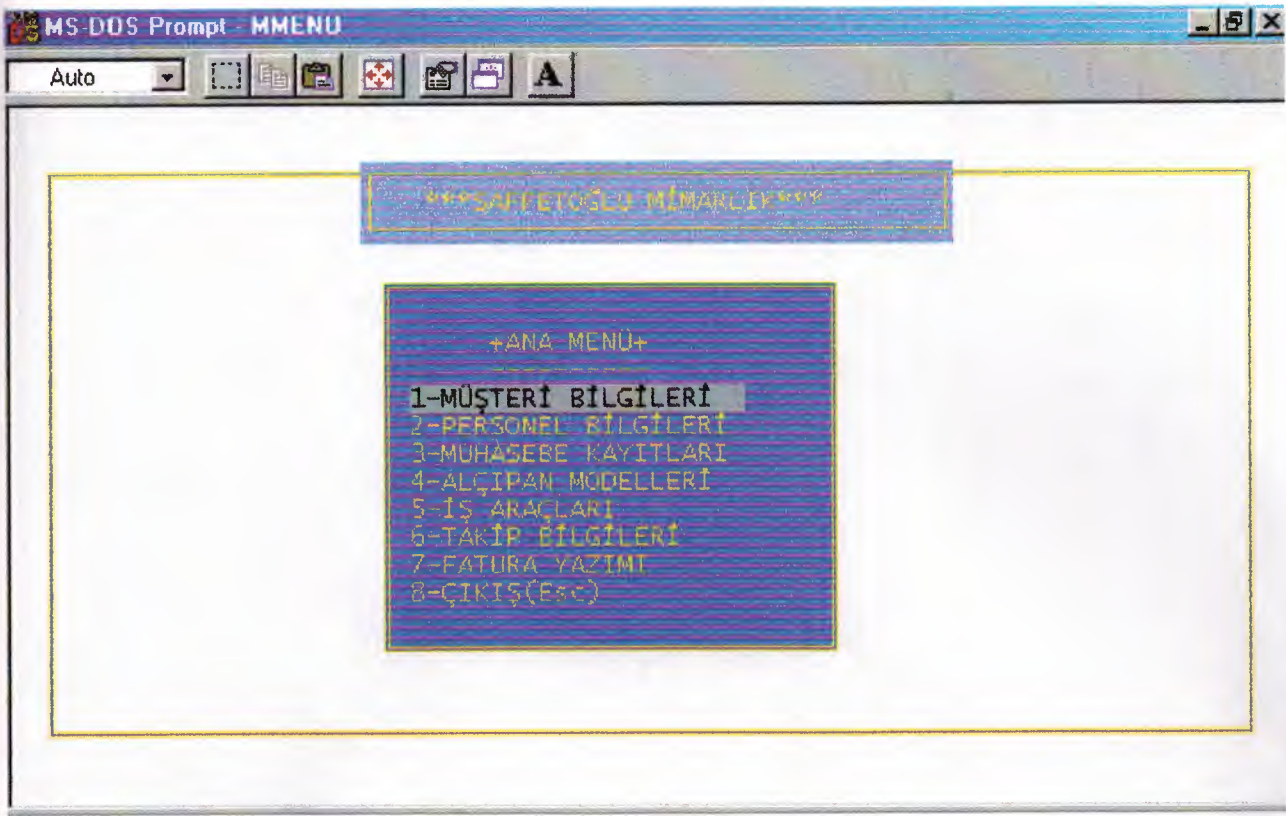 MS-DOS Prompt - MMENU
Auto
A
***SAFFETOĞLU MİMARLIK***
+ANA MENÜ+
1-MÜŞTERİ BİLGİLERİ
2-PERSONEL BİLGİLERİ
3-MUHASEBE KAYITLARI
4-ALÇIPAN MODELLERİ
5-İŞ ARAÇLARI
6-TAKİP BİLGİLERİ
7-FATURA YAZIMI
8-ÇIKIŞ(Esc)